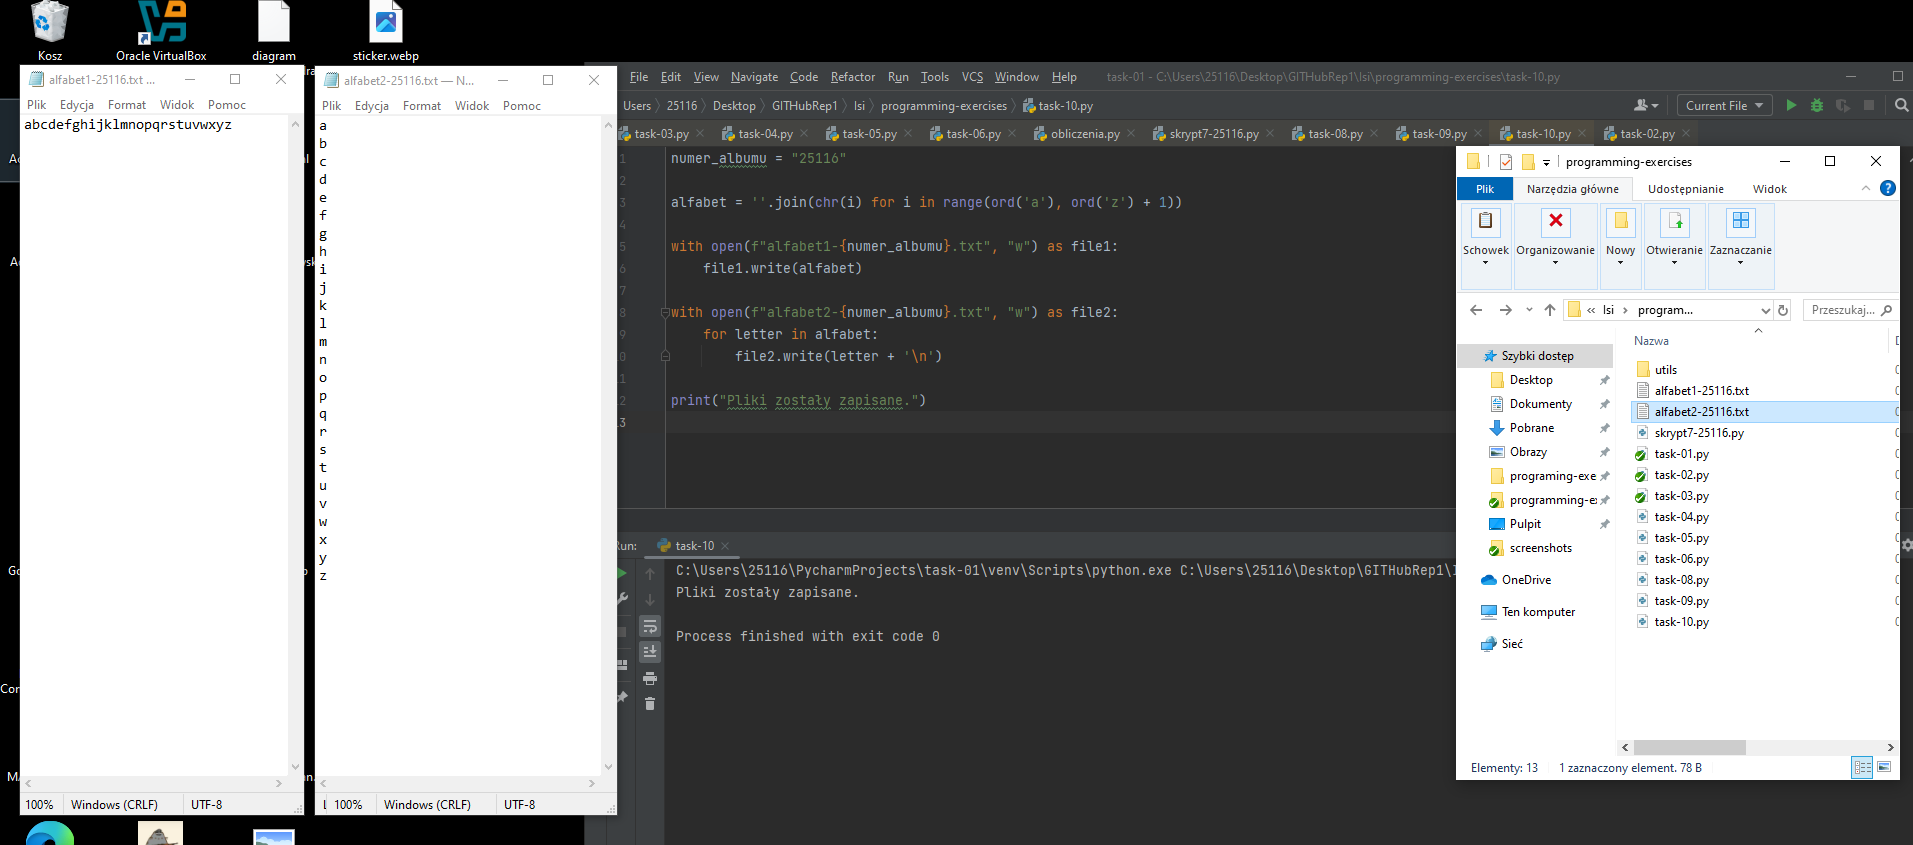 Kosz
Oracle VirtualBox
diagram
sticker.webp
alfabet1-25116.txt ...
Plik Edycja Format Widok Pomoc
abcdefghijklmnopqrstuvwxyz
100% Windows (CRLF) UTF-8
alfabet2-25116.txt — N...
Plik Edycja Format Widok Pomoc
a
b
c
d
e
f
g
h
i
j
k
l
m
n
o
p
q
r
s
t
u
v
w
x
y
z
100% Windows (CRLF) UTF-8
File Edit View Navigate Code Refactor Run Tools VCS Window Help task-01 - C:\Users\25116\Desktop\GITHubRep1\lsi\programming-exercises\task-10.py
Users 25116 Desktop GITHubRep1 lsi programming-exercises task-10.py
Current File
task-03.py task-04.py task-05.py task-06.py obliczenia.py skrypt7-25116.py task-08.py task-09.py task-10.py task-02.py
numer_albumu = "25116"
2
alfabet = ''.join(chr(i) for i in range(ord('a'), ord('z') + 1))
4
with open(f"alfabet1-{numer_albumu}.txt", "w") as file1:
file1.write(alfabet)
7
with open(f"alfabet2-{numer_albumu}.txt", "w") as file2:
for letter in alfabet:
file2.write(letter + '\n')
print("Pliki zostały zapisane.")
Run: task-10
C:\Users\25116\PycharmProjects\task-01\venv\Scripts\python.exe C:\Users\25116\Desktop\GITHubRep1\
Pliki zostały zapisane.
Process finished with exit code 0
programming-exercises
Plik Narzędzia główne Udostępnianie Widok
Schowek Organizowanie Nowy Otwieranie Zaznaczanie
« lsi › program...
Przeszukaj...
Nazwa
Szybki dostęp
Desktop
Dokumenty
Pobrane
Obrazy
programing-exe
programming-e
Pulpit
screenshots
OneDrive
Ten komputer
Sieć
utils
alfabet1-25116.txt
alfabet2-25116.txt
skrypt7-25116.py
task-01.py
task-02.py
task-03.py
task-04.py
task-05.py
task-06.py
task-08.py
task-09.py
task-10.py
Elementy: 13 1 zaznaczony element. 78 B